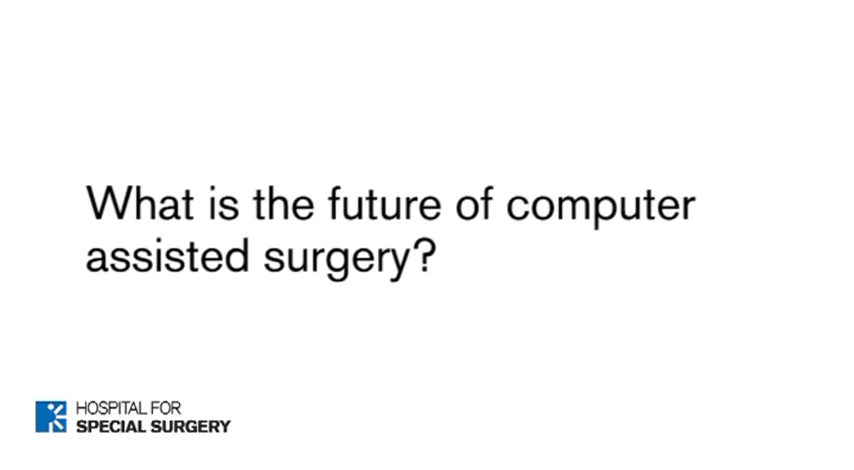 What is the future of computer
assisted surgery?
HOSPITAL FOR
SPECIAL SURGERY